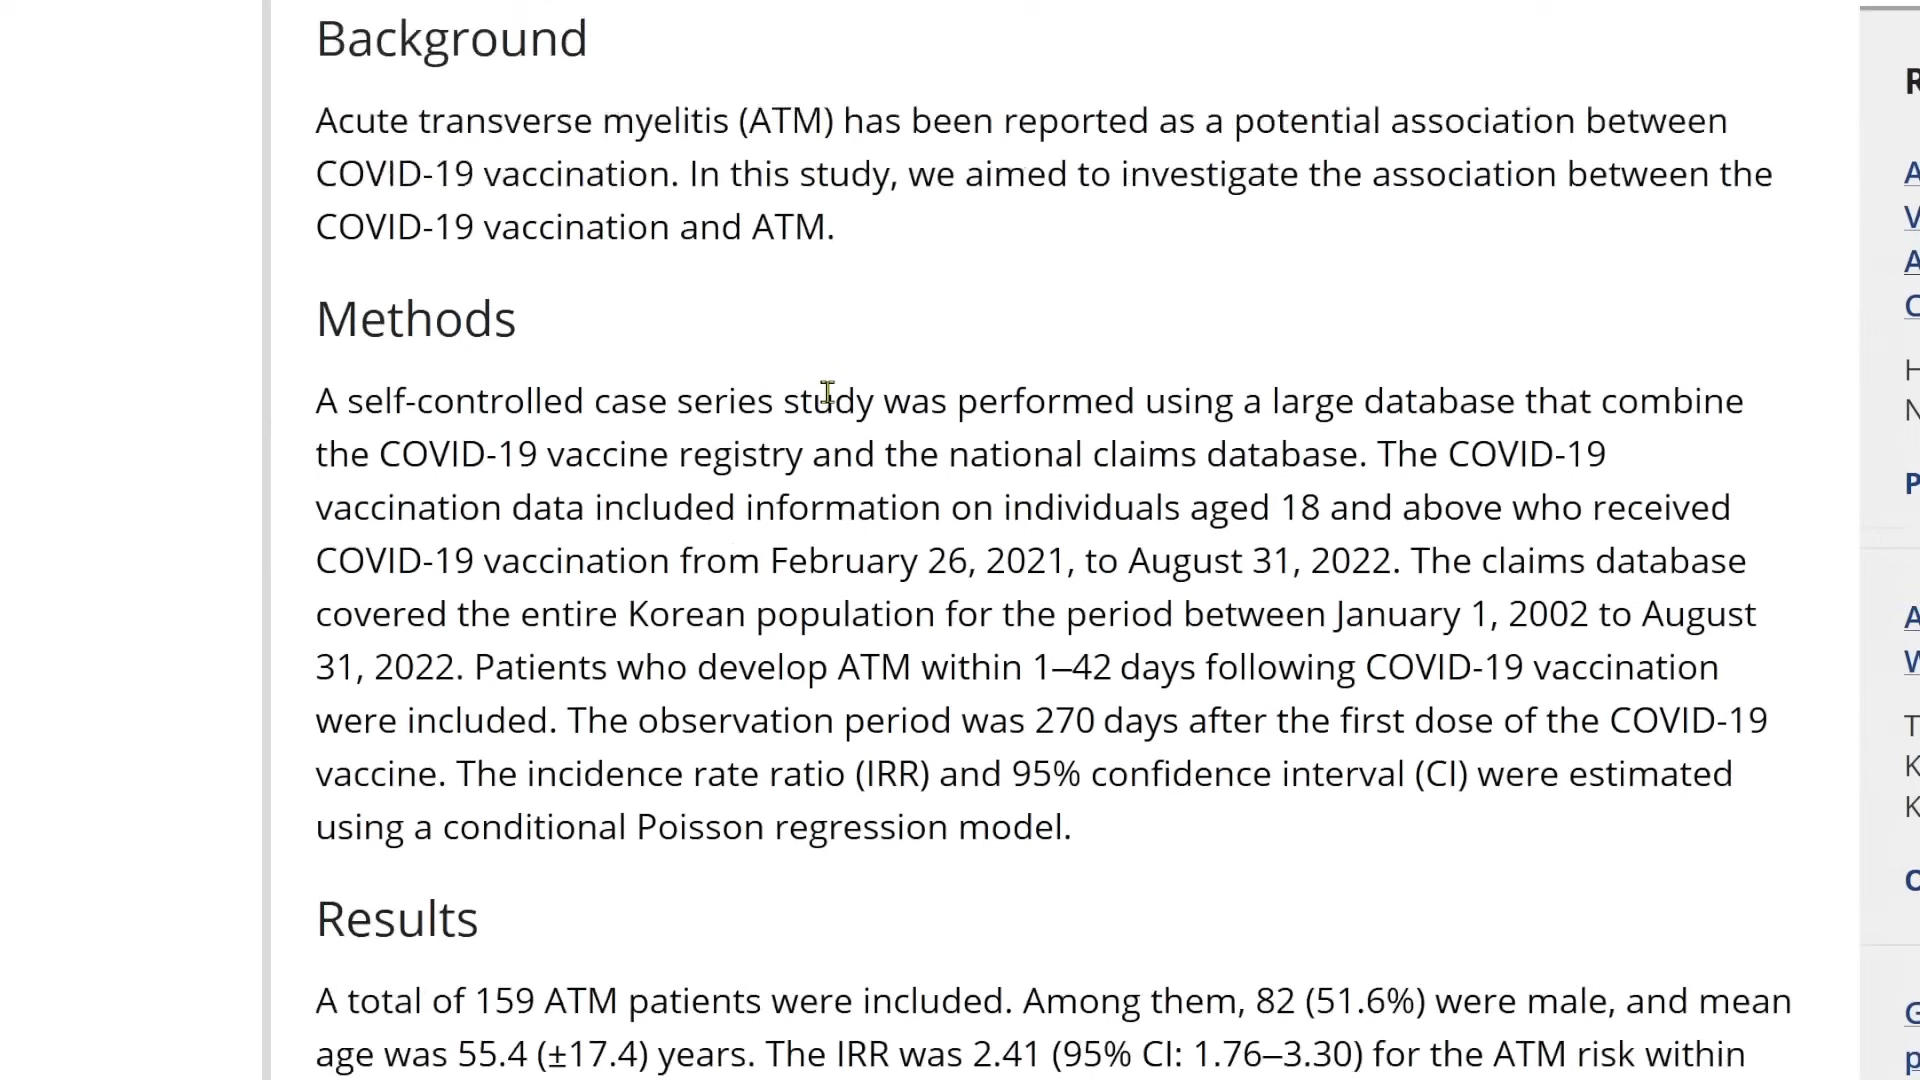 Background
Acute transverse myelitis (ATM) has been reported as a potential association between
COVID-19 vaccination. In this study, we aimed to investigate the association between the
COVID-19 vaccination and ATM.
Methods
A self-controlled case series study was performed using a large database that combine
the COVID-19 vaccine registry and the national claims database. The COVID-19
vaccination data included information on individuals aged 18 and above who received
COVID-19 vaccination from February 26, 2021, to August 31, 2022. The claims database
covered the entire Korean population for the period between January 1, 2002 to August
31, 2022. Patients who develop ATM within 1–42 days following COVID-19 vaccination
were included. The observation period was 270 days after the first dose of the COVID-19
vaccine. The incidence rate ratio (IRR) and 95% confidence interval (CI) were estimated
using a conditional Poisson regression model.
Results
A total of 159 ATM patients were included. Among them, 82 (51.6%) were male, and mean
age was 55.4 (±17.4) years. The IRR was 2.41 (95% CI: 1.76–3.30) for the ATM risk within